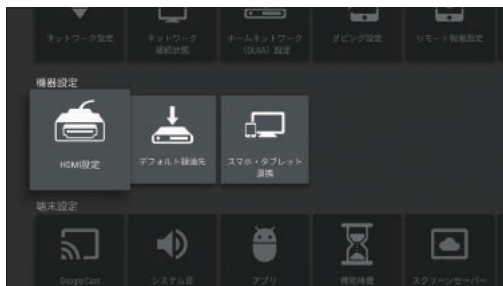 ネットワーク設定
ネットワーク
接続状態
ホームネットワーク
(DLNA) 設定
ダビング設定
リモート視聴設定
機器設定
HDMI設定
デフォルト録画先
スマホ・タブレット
連携
端末設定
Google Cast
システム音
アプリ
機能待機
スクリーンセーバー